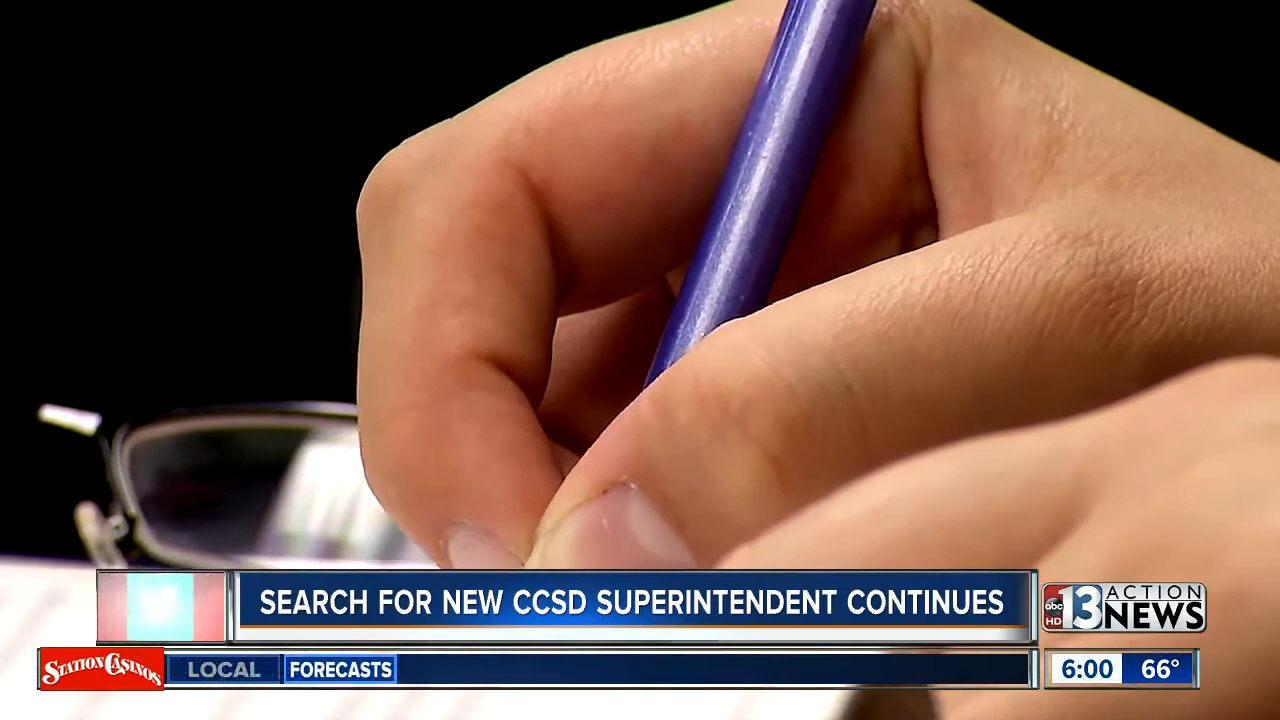 SEARCH FOR NEW CCSD SUPERINTENDENT CONTINUES
abc
HD
13
ACTION
NEWS
STATION CASINOS
LOCAL
FORECASTS
6:00
66°